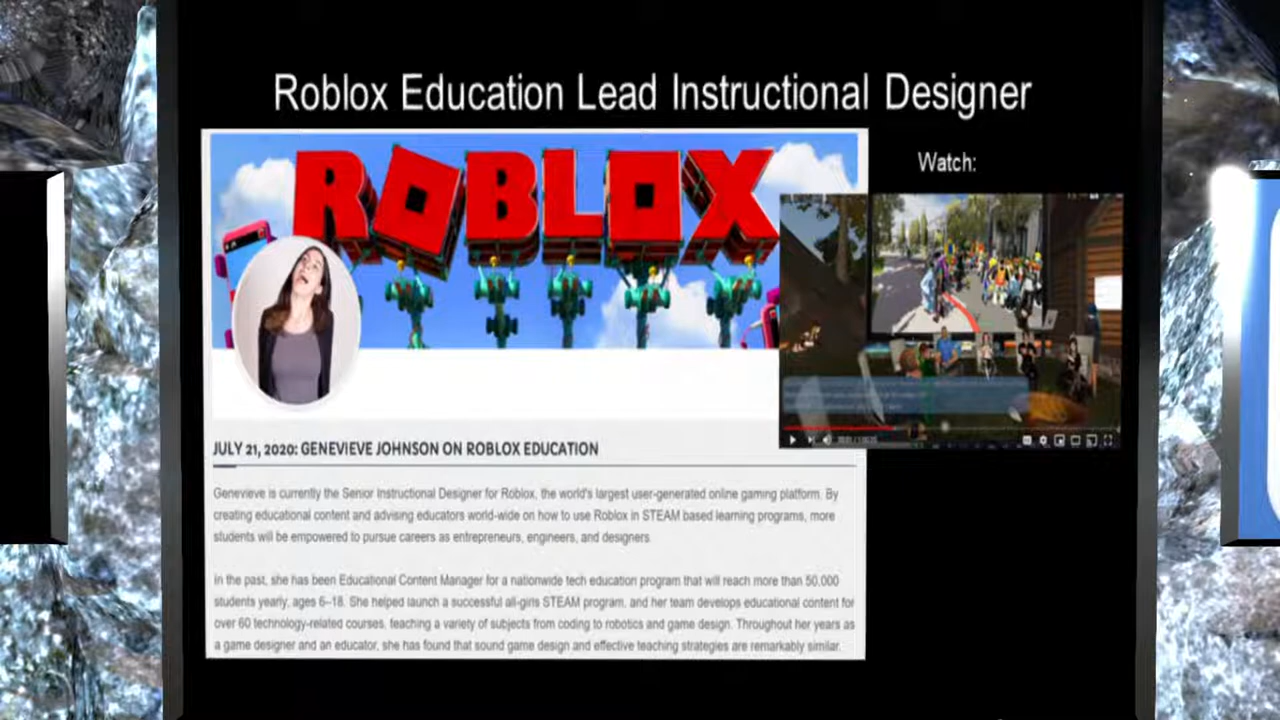 Roblox Education Lead Instructional Designer
Watch:
ROBLOX
JULY 21, 2020: GENEVIEVE JOHNSON ON ROBLOX EDUCATION
Genevieve is currently the Senior Instructional Designer for Roblox, the world's largest user-generated online gaming platform. By
creating educational content and advising educators world-wide on how to use Roblox in STEAM based learning programs, more
students will be empowered to pursue careers as entrepreneurs, engineers, and designers.
In the past, she has been Educational Content Manager for a nationwide tech education program that will reach more than 50,000
students yearly, ages 6–18. She helped launch a successful all-girls STEAM program, and her team develops educational content for
over 60 technology-related courses, teaching a variety of subjects from coding to robotics and game design. Throughout her years as
a game designer and an educator, she has found that sound game design and effective teaching strategies are remarkably similar.